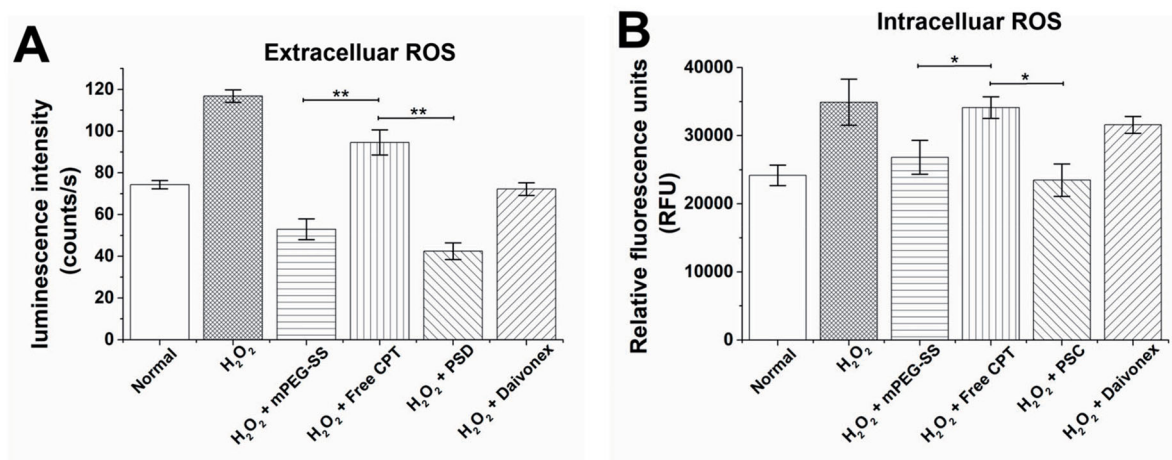 A
Extracelluar ROS
luminescence intensity
(counts/s)
120
100
80
60
40
20
0
**
**
Normal
H₂O₂
H₂O₂ + mPEG-SS
H₂O₂ + Free CPT
H₂O₂ + PSD
H₂O₂ + Daivonex
B
Intracelluar ROS
Relative fluorescence units
(RFU)
40000
30000
20000
10000
0
*
*
Normal
H₂O₂
H₂O₂ + mPEG-SS
H₂O₂ + Free CPT
H₂O₂ + PSC
H₂O₂ + Daivonex